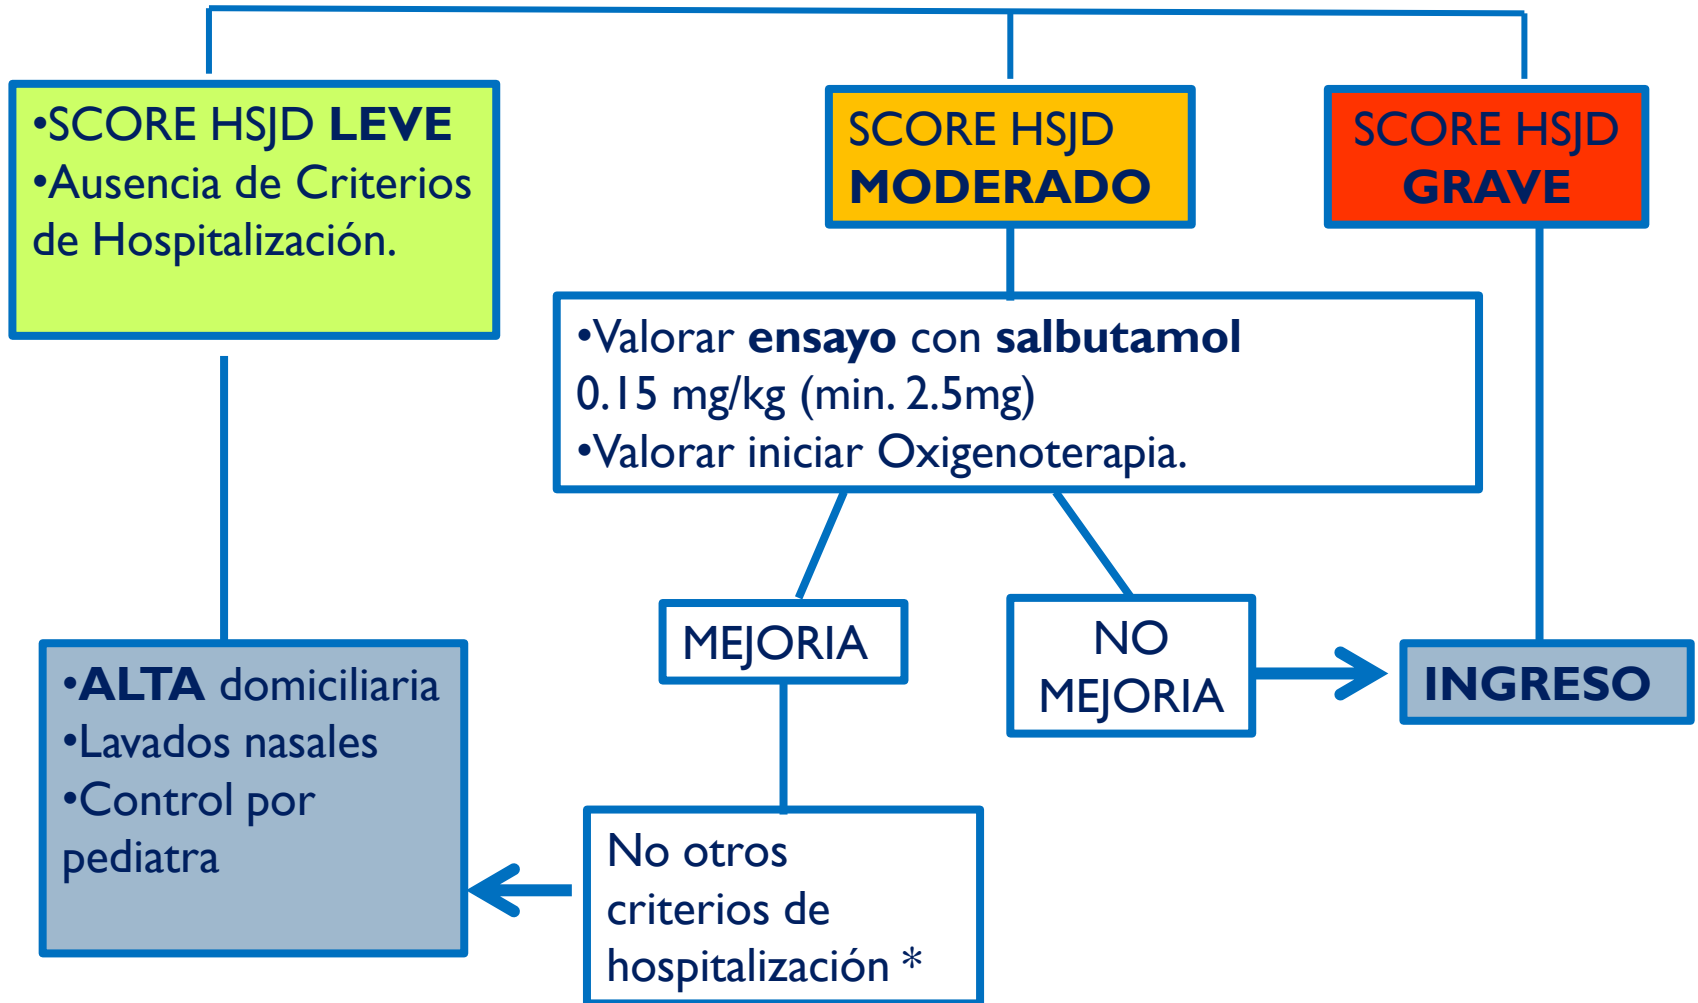 •SCORE HSJD LEVE
•Ausencia de Criterios
de Hospitalización.
SCORE HSJD
MODERADO
SCORE HSJD
GRAVE
•Valorar ensayo con salbutamol
0.15 mg/kg (min. 2.5mg)
•Valorar iniciar Oxigenoterapia.
MEJORIA
NO
MEJORIA
INGRESO
•ALTA domiciliaria
•Lavados nasales
•Control por
pediatra
No otros
criterios de
hospitalización *